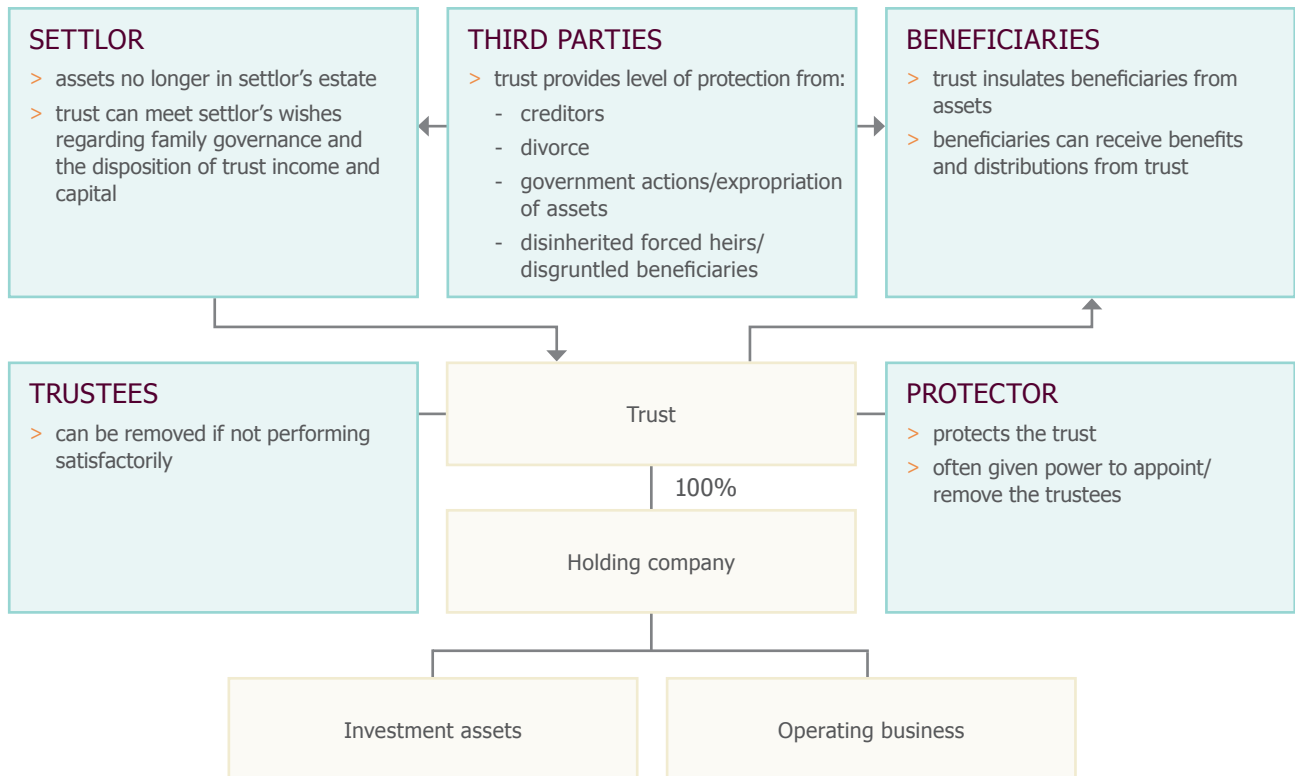 SETTLOR
> assets no longer in settlor's estate
> trust can meet settlor's wishes
regarding family governance and
the disposition of trust income and
capital
THIRD PARTIES
> trust provides level of protection from:
- creditors
- divorce
- government actions/expropriation
of assets
- disinherited forced heirs/
disgruntled beneficiaries
BENEFICIARIES
> trust insulates beneficiaries from
assets
> beneficiaries can receive benefits
and distributions from trust
TRUSTEES
> can be removed if not performing
satisfactorily
Trust
PROTECTOR
> protects the trust
> often given power to appoint/
remove the trustees
100%
Holding company
Investment assets
Operating business